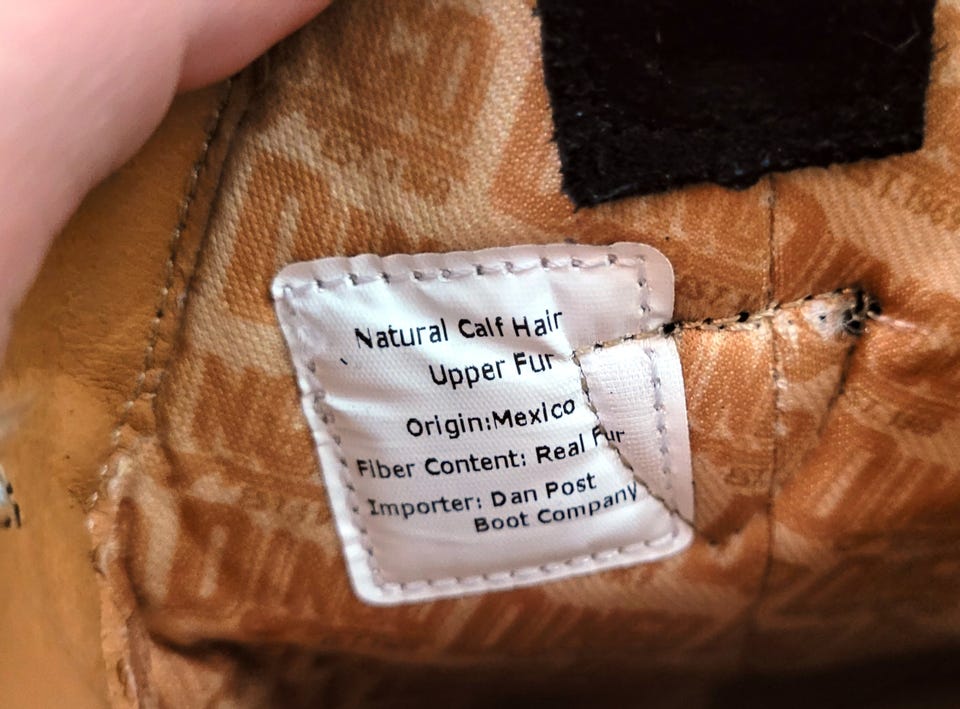 Natural Calf Hair
Upper Fur
Origin:Mexico
Fiber Content: Real Fur
Importer: Dan Post
Boot Company